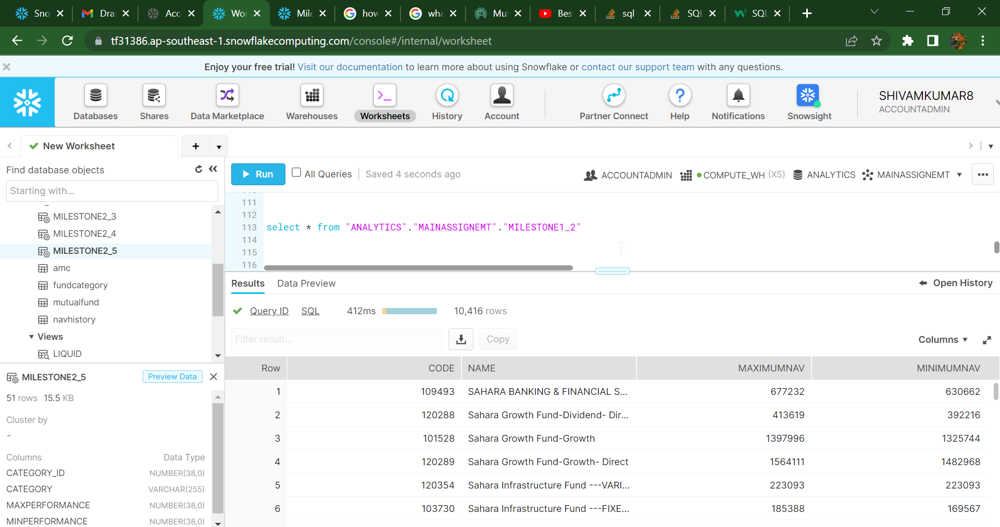 Sno
Dra
Acc
Wo
Mile
how
wha
Mu
Bes
sql
SQL
SQL
tf31386.ap-southeast-1.snowflakecomputing.com/console#/internal/worksheet
Enjoy your free trial! Visit our documentation to learn more about using Snowflake or contact our support team with any questions.
Databases
Shares
Data Marketplace
Warehouses
Worksheets
History
Account
Partner Connect
Help
Notifications
Snowsight
SHIVAMKUMAR8
ACCOUNTADMIN
New Worksheet
Find database objects
Starting with...
MILESTONE2_3
MILESTONE2_4
MILESTONE2_5
amc
fundcategory
mutualfund
navhistory
Views
LIQUID
MILESTONE2_5 Preview Data
51 rows 15.5 KB
Cluster by
-
Columns Data Type
CATEGORY_ID NUMBER(38,0)
CATEGORY VARCHAR(255)
MAXPERFORMANCE NUMBER(38,0)
MINPERFORMANCE NUMBER(38,0)
Run All Queries Saved 4 seconds ago ACCOUNTADMIN COMPUTE_WH (XS) ANALYTICS MAINASSIGNEMT
111
112
113 select * from "ANALYTICS"."MAINASSIGNEMT"."MILESTONE1_2"
114
115
116
Results Data Preview Open History
Query ID SQL 412ms 10,416 rows
Filter result... Copy Columns
Row CODE NAME MAXIMUMNAV MINIMUMNAV
1 109493 SAHARA BANKING & FINANCIAL S... 677232 630662
2 120288 Sahara Growth Fund-Dividend- Dir... 413619 392216
3 101528 Sahara Growth Fund-Growth 1397996 1325744
4 120289 Sahara Growth Fund-Growth- Direct 1564111 1482968
5 120354 Sahara Infrastructure Fund ---VARI... 223093 223093
6 103730 Sahara Infrastructure Fund ---FIXE... 185388 169567